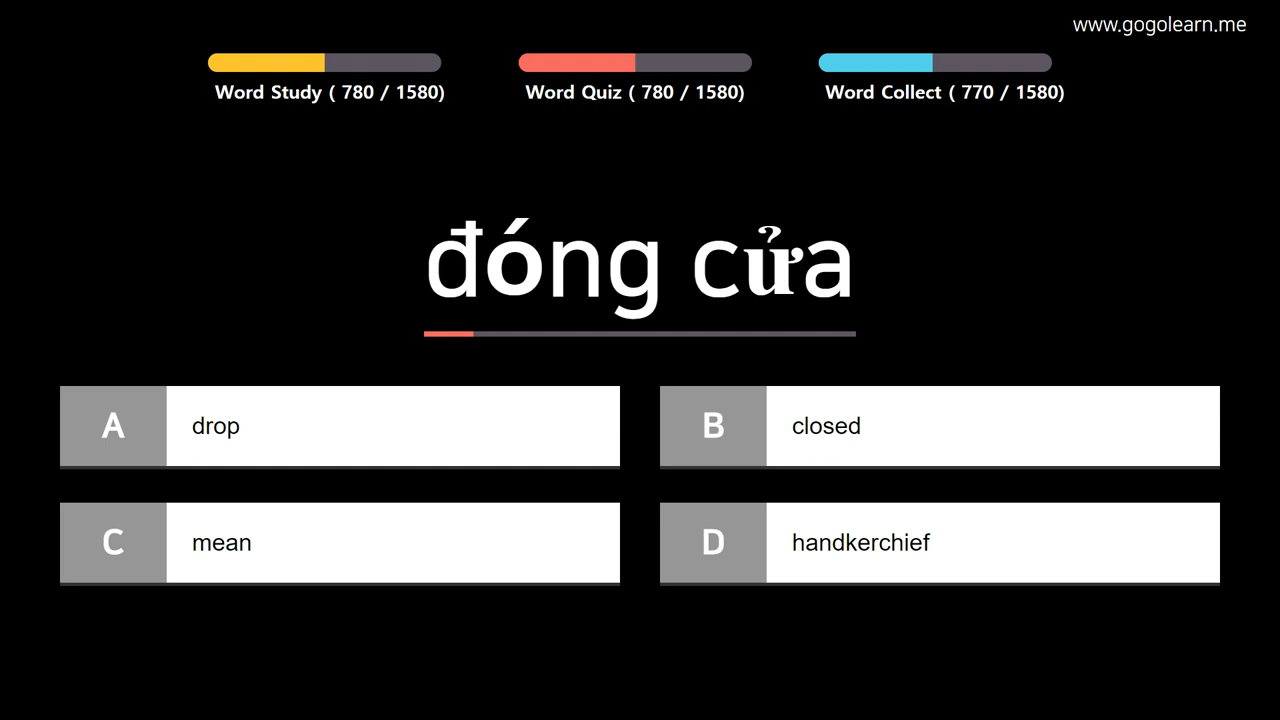 www.gogolearn.me
Word Study ( 780 / 1580)
Word Quiz ( 780 / 1580)
Word Collect ( 770 / 1580)
đóng cửa
A drop
B closed
C mean
D handkerchief